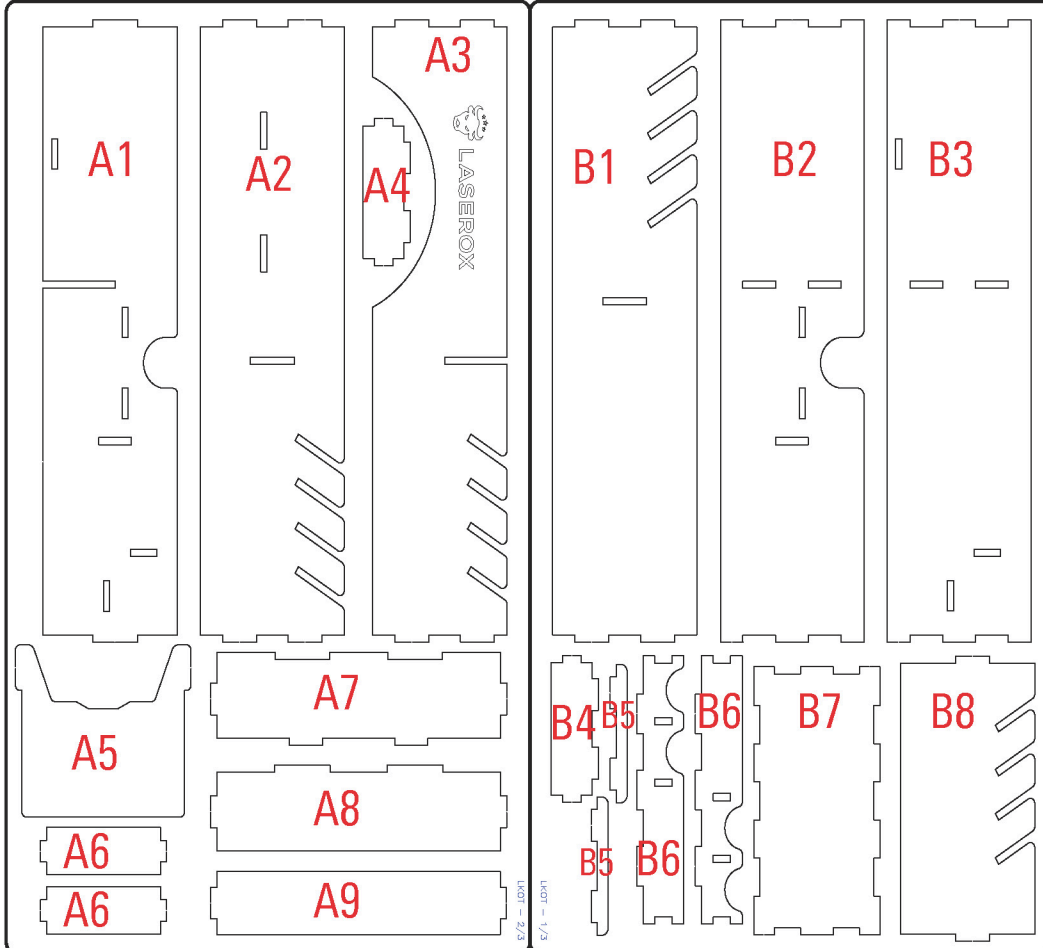 A1
A2
A3
A4
LASEROX
A5
A6
A6
A7
A8
A9
LKOT – 2/3
B1
B2
B3
B4
B5
B5
B6
B6
B7
B8
LKOT – 1/3